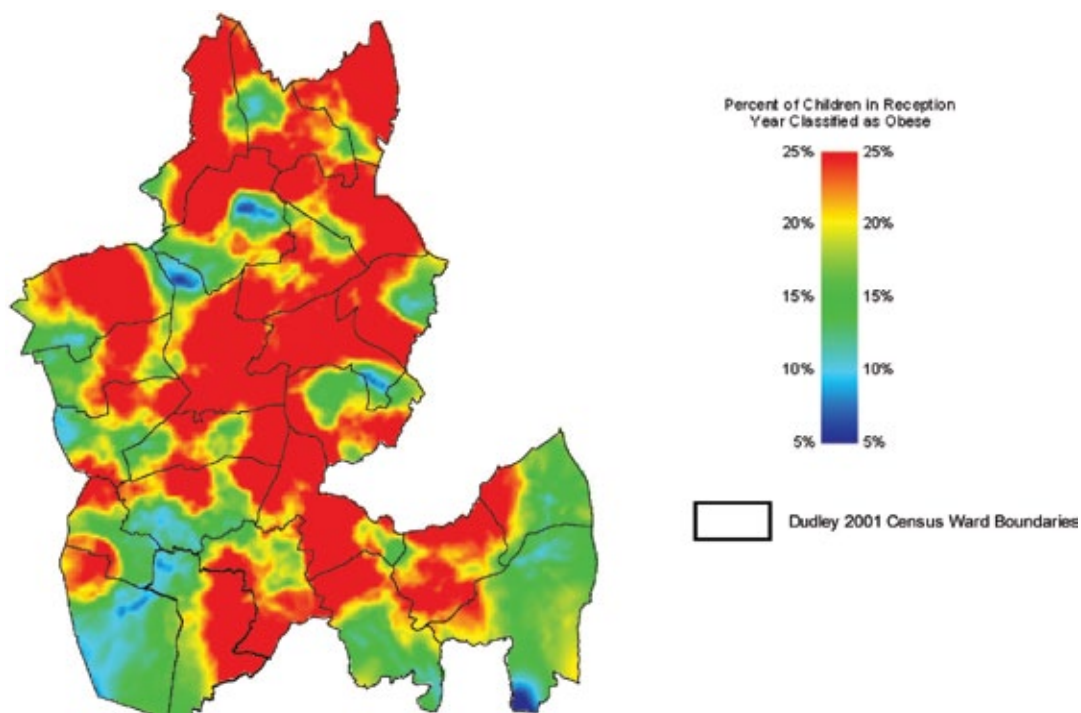 Percent of Children in Reception
Year Classified as Obese
25% 25%
20% 20%
15% 15%
10% 10%
5% 5%
Dudley 2001 Census Ward Boundaries